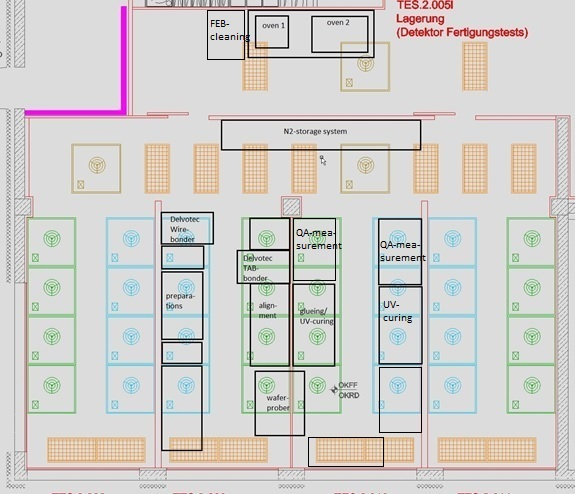 TES.2.005I
Lagerung
(Detektor Fertigungstests)
FEB-
cleaning
oven 1
oven 2
N2-storage system
Delvotec
Wire-
bonder
QA-mea-
surement
QA-mea-
surement
Delvotec
TAB-
bonder
prepara-
tions
align-
ment
glueing/
UV-curing
UV-
curing
wafer-
prober
OKFF
OKRD